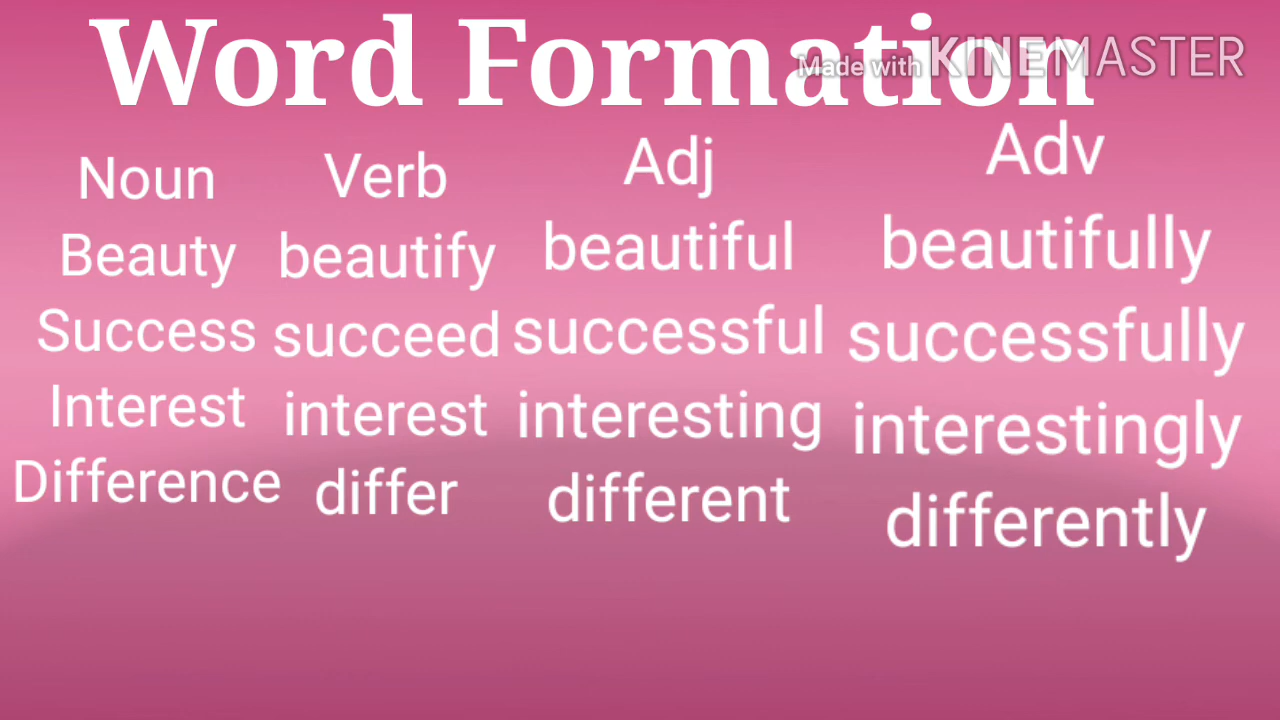 Word Formation
Made with KINEMASTER
Noun Verb Adj Adv
Beauty beautify beautiful beautifully
Success succeed successful successfully
Interest interest interesting interestingly
Difference differ different differently